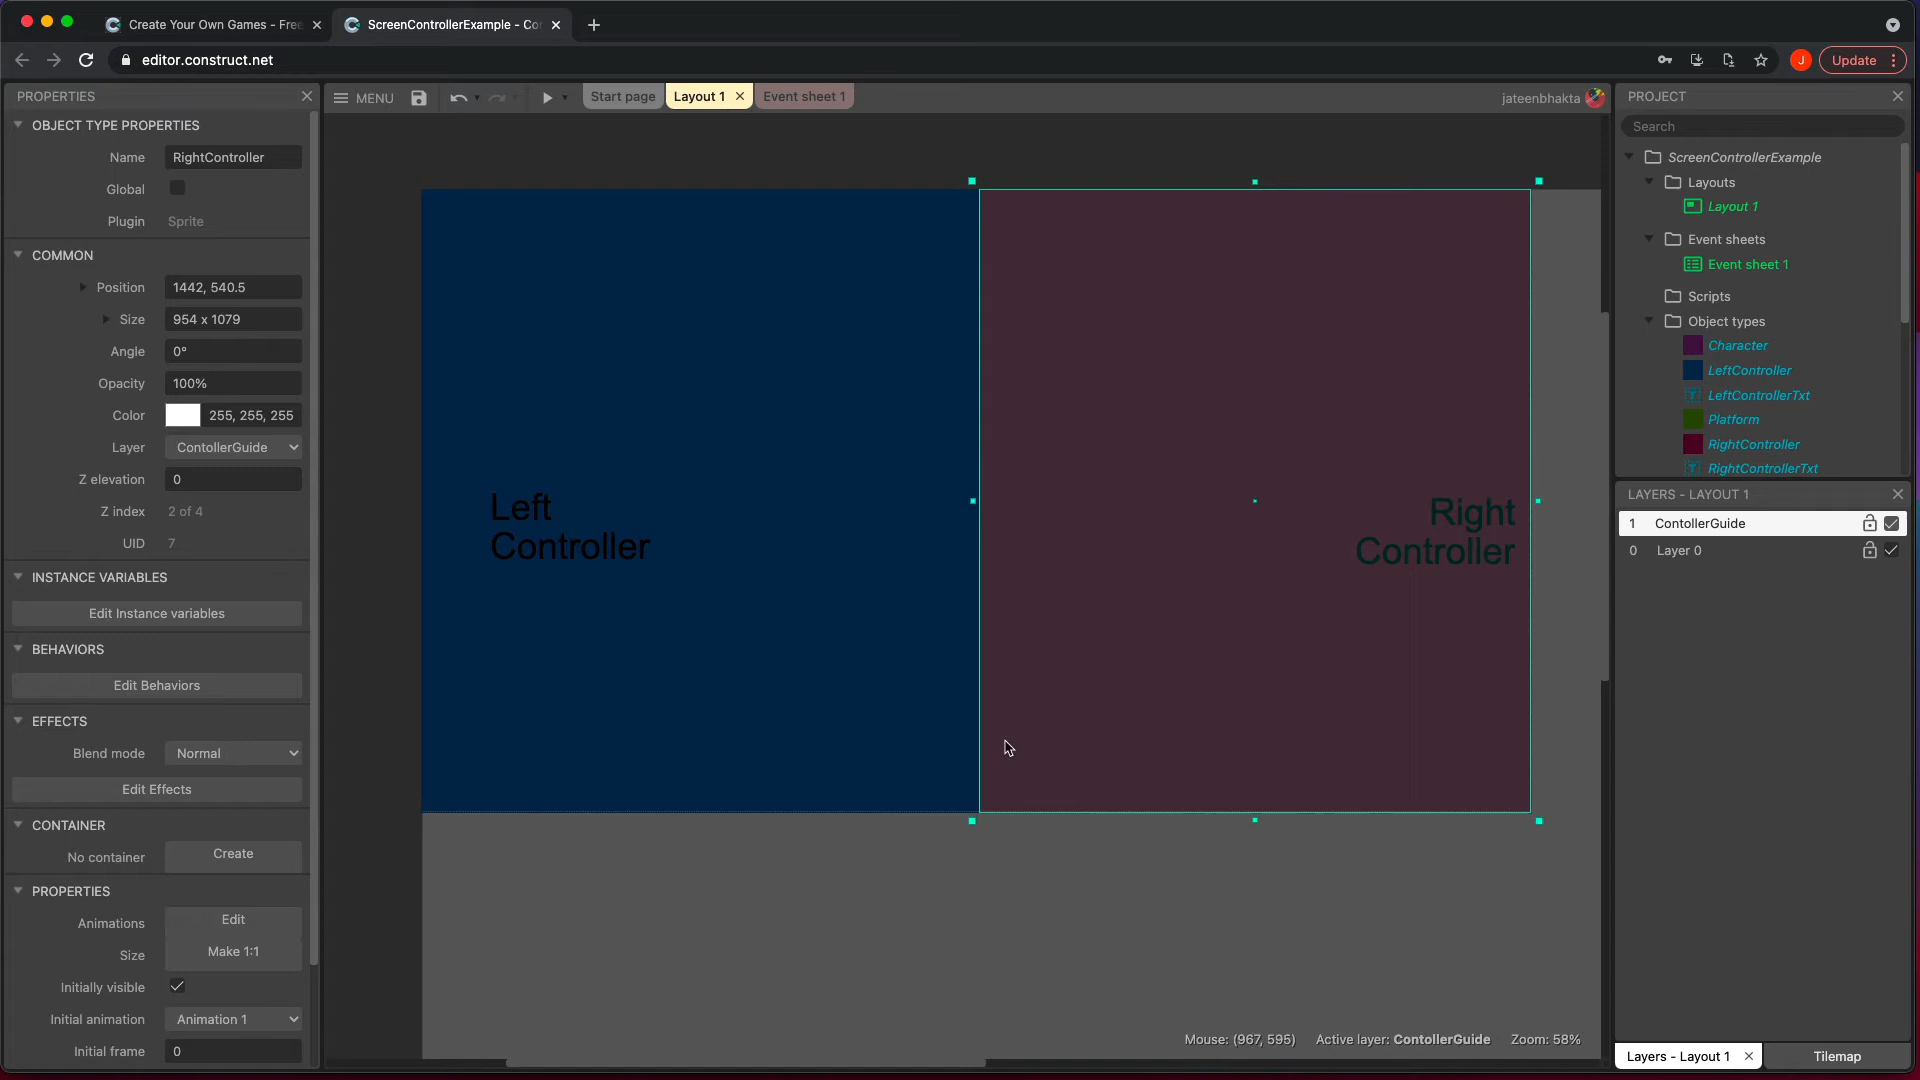 Create Your Own Games - Free
ScreenControllerExample - Co
editor.construct.net
J
Update
PROPERTIES
MENU
Start page
Layout 1
Event sheet 1
jateenbhakta
PROJECT
OBJECT TYPE PROPERTIES
Name RightController
Global
Plugin Sprite
COMMON
Position 1442, 540.5
Size 954 x 1079
Angle 0°
Opacity 100%
Color 255, 255, 255
Layer ContollerGuide
Z elevation 0
Z index 2 of 4
UID 7
INSTANCE VARIABLES
Edit Instance variables
BEHAVIORS
Edit Behaviors
EFFECTS
Blend mode Normal
Edit Effects
CONTAINER
No container Create
PROPERTIES
Animations Edit
Size Make 1:1
Initially visible
Initial animation Animation 1
Initial frame 0
Left
Controller
Right
Controller
Mouse: (967, 595) Active layer: ContollerGuide Zoom: 58%
Search
ScreenControllerExample
Layouts
Layout 1
Event sheets
Event sheet 1
Scripts
Object types
Character
LeftController
LeftControllerTxt
Platform
RightController
RightControllerTxt
LAYERS - LAYOUT 1
1 ContollerGuide
0 Layer 0
Layers - Layout 1
Tilemap